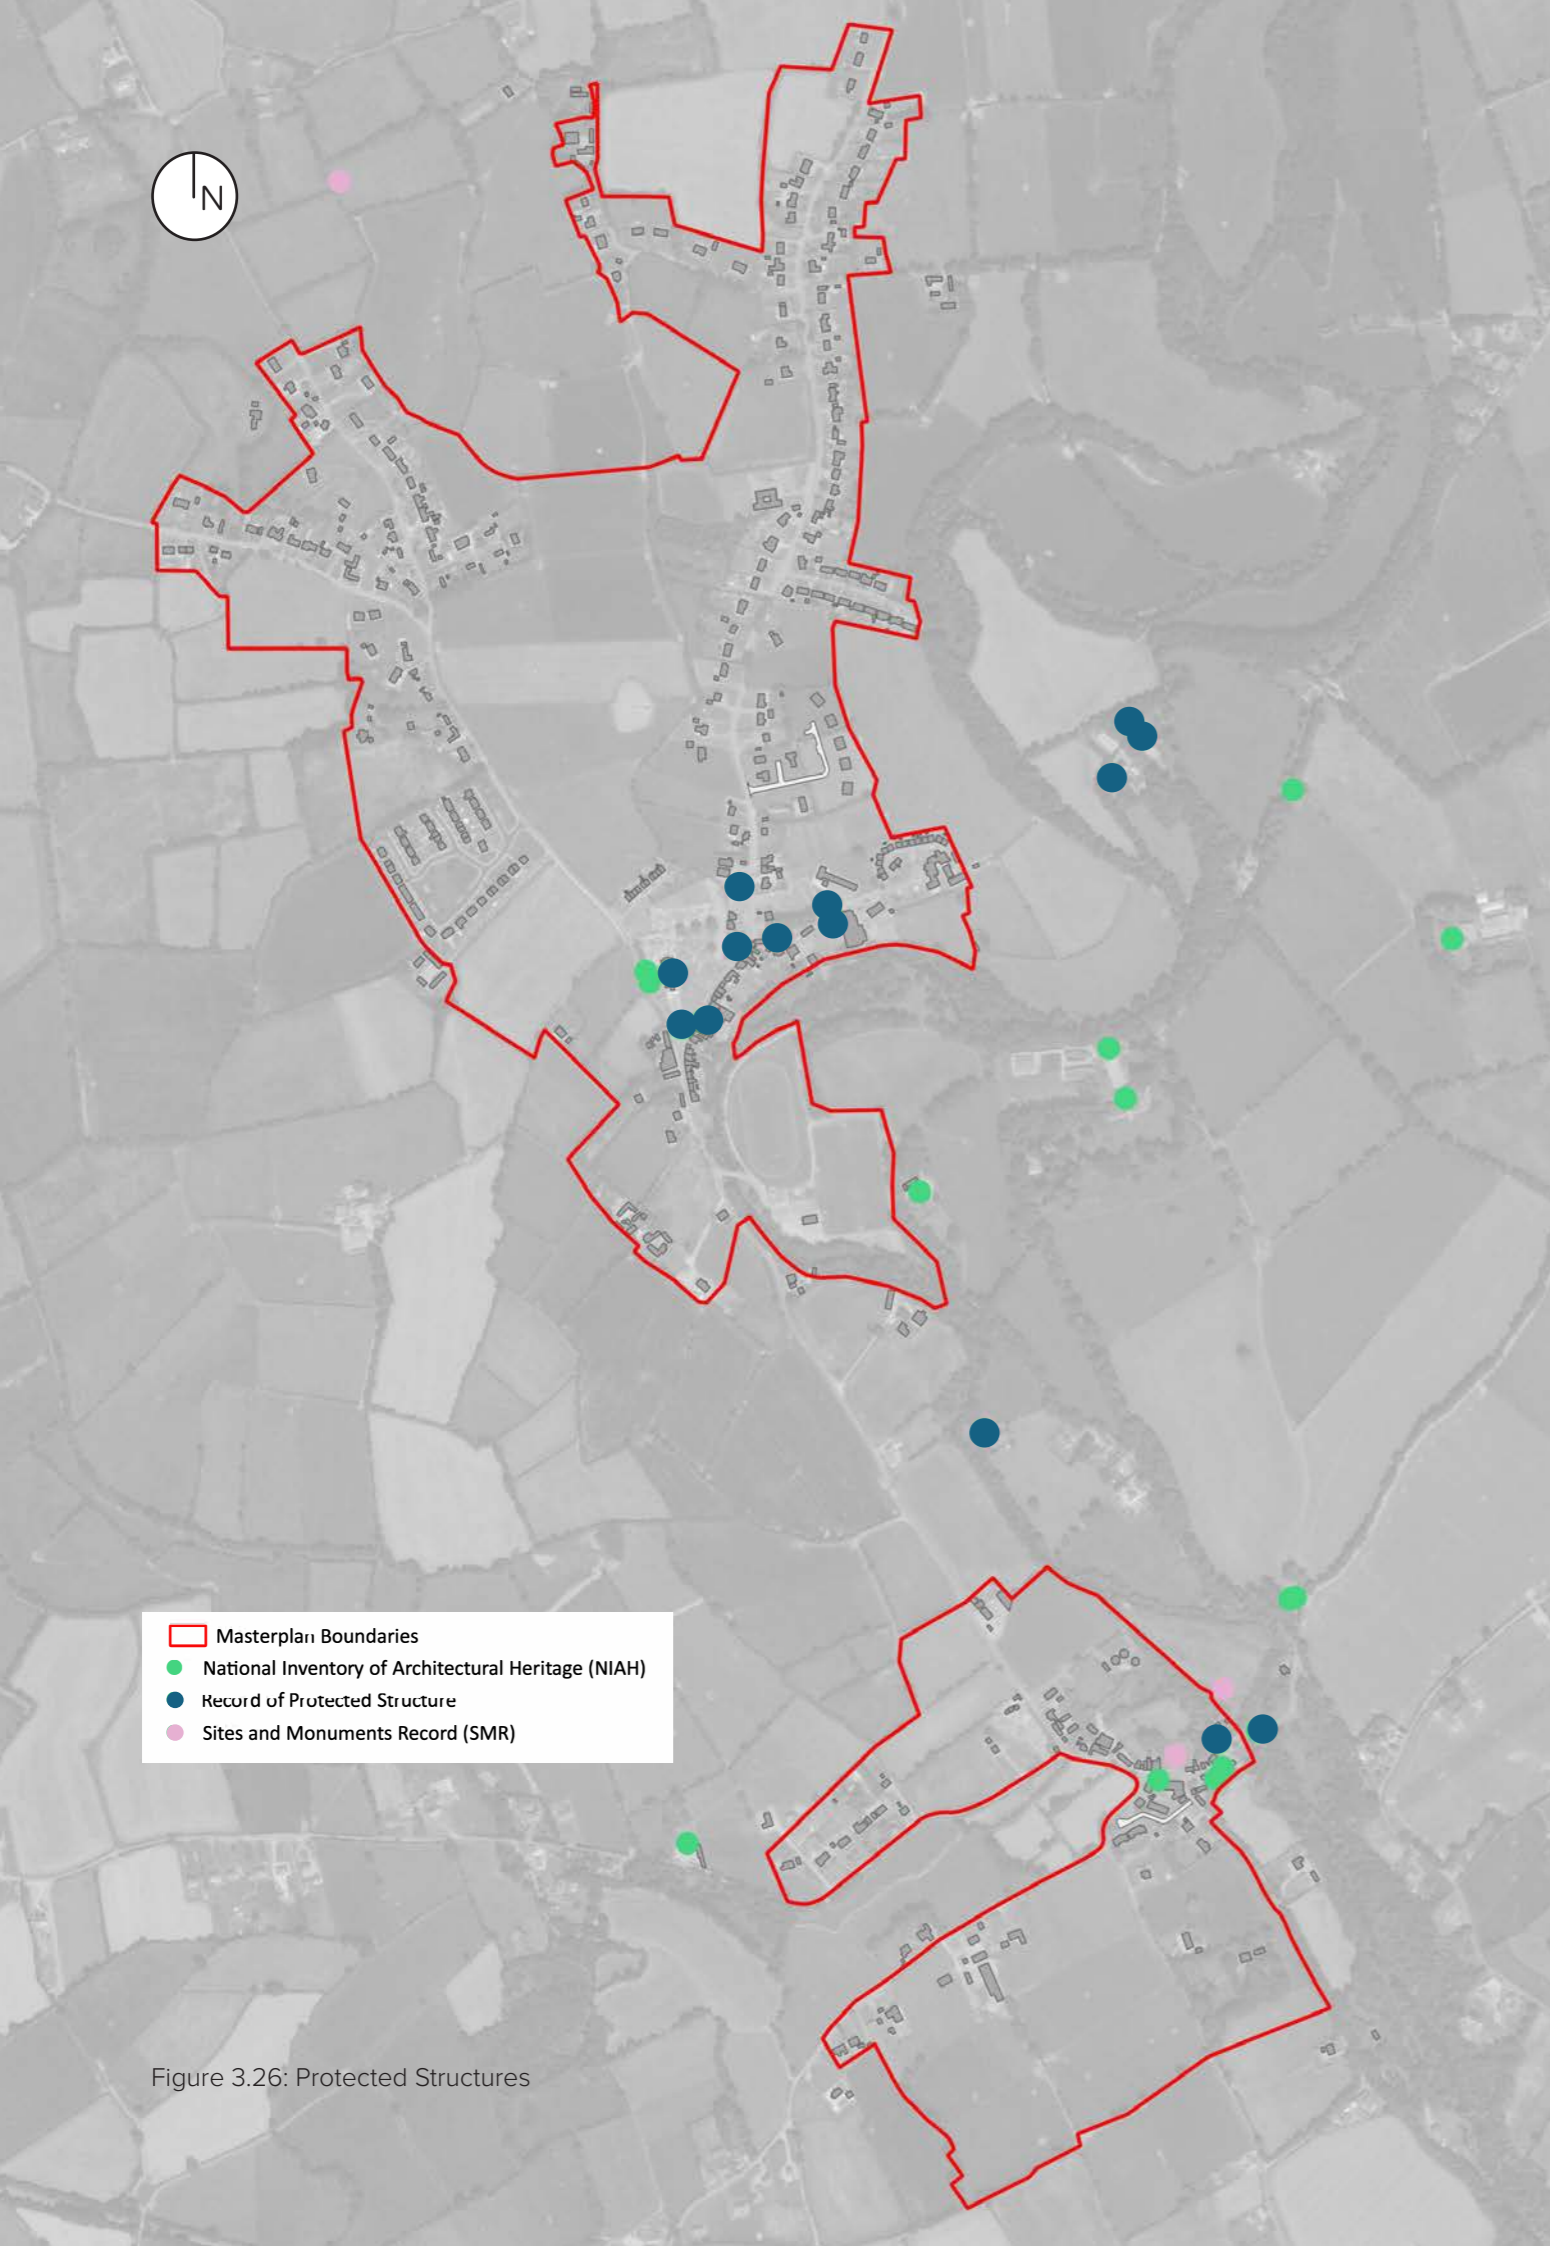 N
Masterplan Boundaries
National Inventory of Architectural Heritage (NIAH)
Record of Protected Structure
Sites and Monuments Record (SMR)
Figure 3.26: Protected Structures